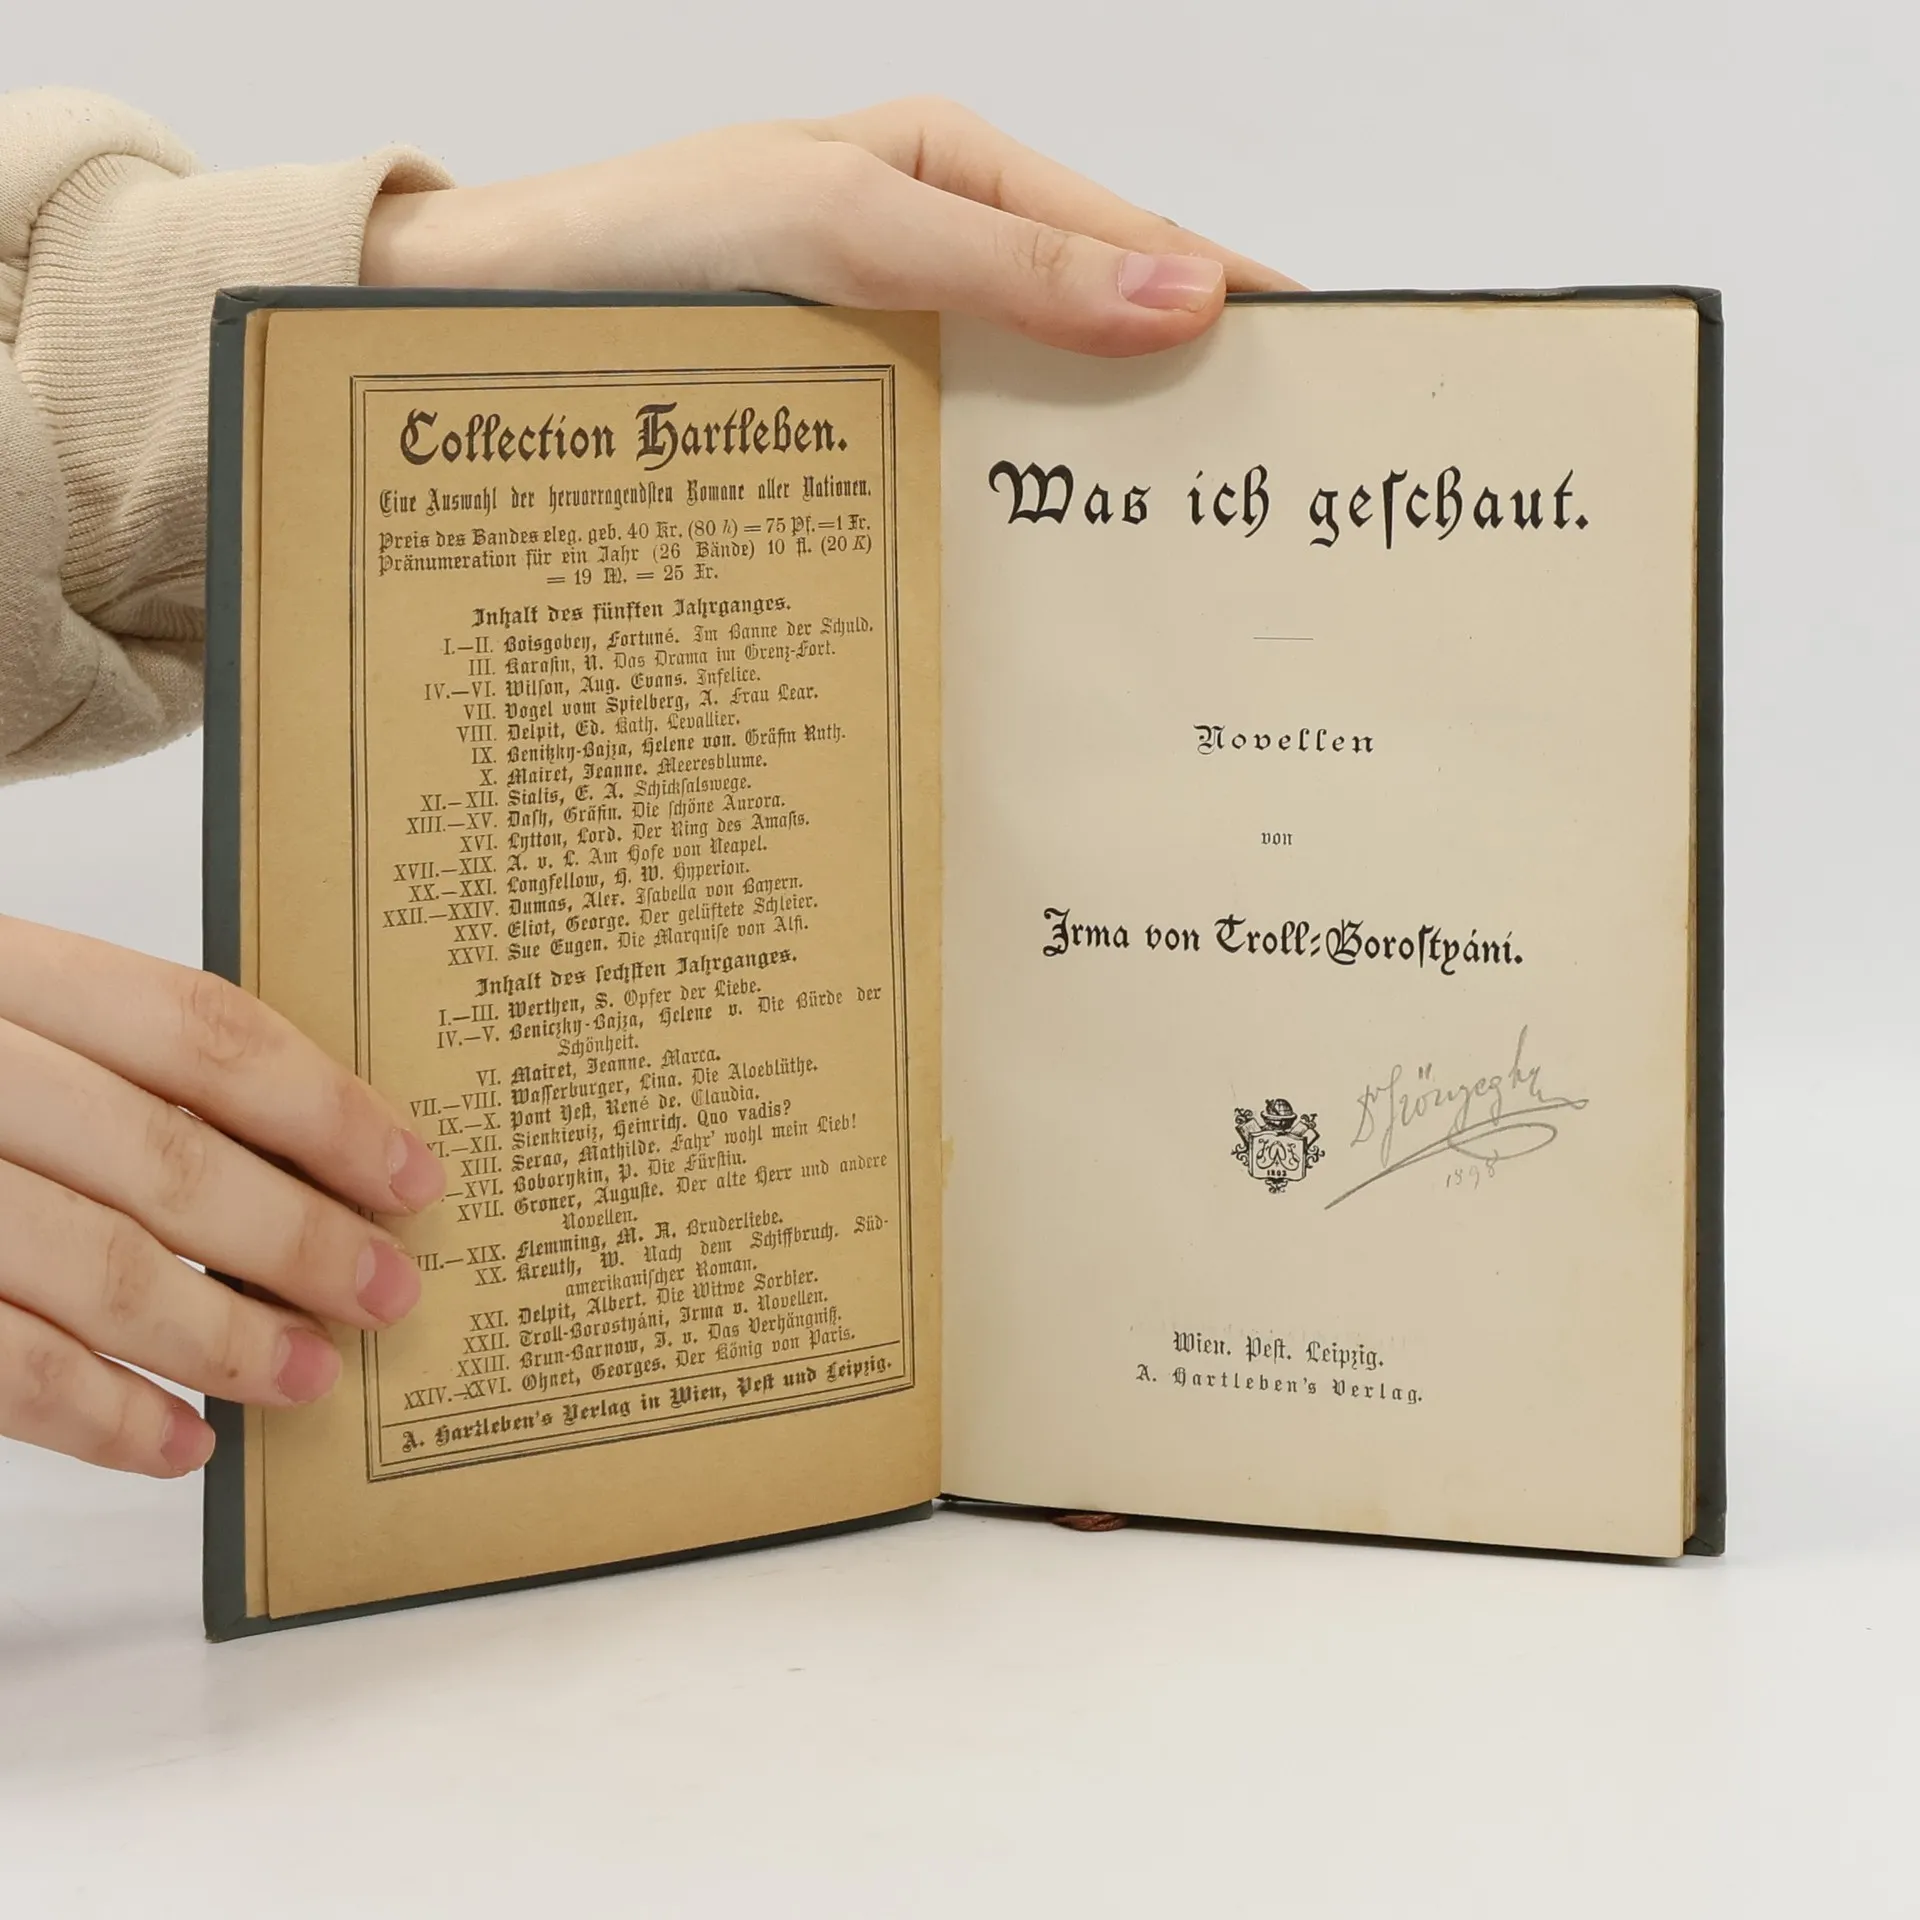 Collection Hartleben.
Eine Auswahl der hervorragendsten Romane aller Nationen.
Preis des Bandes eleg. geb. 40 Kr. (80 h) = 75 Pf. = 1 Fr.
Pränumeration für ein Jahr (26 Bände) 10 fl. (20 K)
= 19 M. = 25 Fr.
Inhalt des fünften Jahrganges.
I.—II. Boisgobey, Fortuné. Im Banne der Schuld.
III. Karasin, N. Das Drama im Grenz-Fort.
IV.—VI. Wilson, Aug. Evans. Infelice.
VII. Vogel vom Spielberg, A. Frau Lear.
VIII. Delpit, Ed. Kath. Levallier.
IX. Benitzky-Bajza, Helene von. Gräfin Ruth.
X. Mairet, Jeanne. Meeresblume.
XI.—XII. Sialis, E. A. Schicksalswege.
XIII.—XV. Dash, Gräfin. Die schöne Aurora.
XVI. Lytton, Lord. Der Ring des Amasis.
XVII.—XIX. A. v. L. Am Hofe von Neapel.
XX.—XXI. Longfellow, H. W. Hyperion.
XXII.—XXIV. Dumas, Alex. Isabella von Bayern.
XXV. Eliot, George. Der gelüftete Schleier.
XXVI. Sue Eugen. Die Marquise von Alfi.
Inhalt des sechsten Jahrganges.
I.—III. Werthen, S. Opfer der Liebe.
IV.—V. Beniczky-Bajza, Helene v. Die Bürde der
Schönheit.
VI. Mairet, Jeanne. Marca.
VII.—VIII. Wasserburger, Lina. Die Aloeblüthe.
IX.—X. Pont Jest, René de. Claudia.
XI.—XII. Sienkieviz, Heinrich. Quo vadis?
XIII. Serao, Mathilde. Fahr' wohl mein Lieb!
—XVI. Boborykin, P. Die Fürstin.
XVII. Groner, Auguste. Der alte Herr und andere
Novellen.
III.—XIX. Flemming, M. A. Bruderliebe.
XX. Kreuth, W. Nach dem Schiffbruch. Süd-
amerikanischer Roman.
XXI. Delpit, Albert. Die Witwe Sorbier.
XXII. Troll-Borostyáni, Irma v. Novellen.
XXIII. Brun-Barnow, J. v. Das Verhängniß.
XXIV.—XXVI. Ohnet, Georges. Der König von Paris.
A. Hartleben's Verlag in Wien, Pest und Leipzig.
Was ich geschaut.
Novellen
von
Irma von Troll-Borostyáni.
1898
1803
Wien. Pest. Leipzig.
A. Hartleben's Verlag.